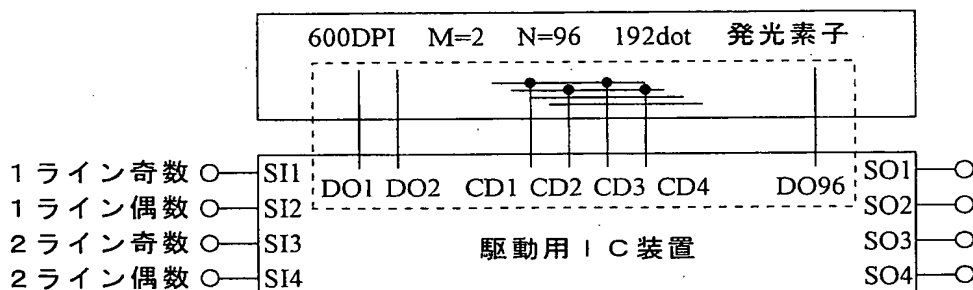 600DPI M=2 N=96 192dot 発光素子
1ライン奇数 SI1 DO1 DO2 CD1 CD2 CD3 CD4 DO96 SO1
1ライン偶数 SI2 SO2
2ライン奇数 SI3 駆動用IC装置 SO3
2ライン偶数 SI4 SO4